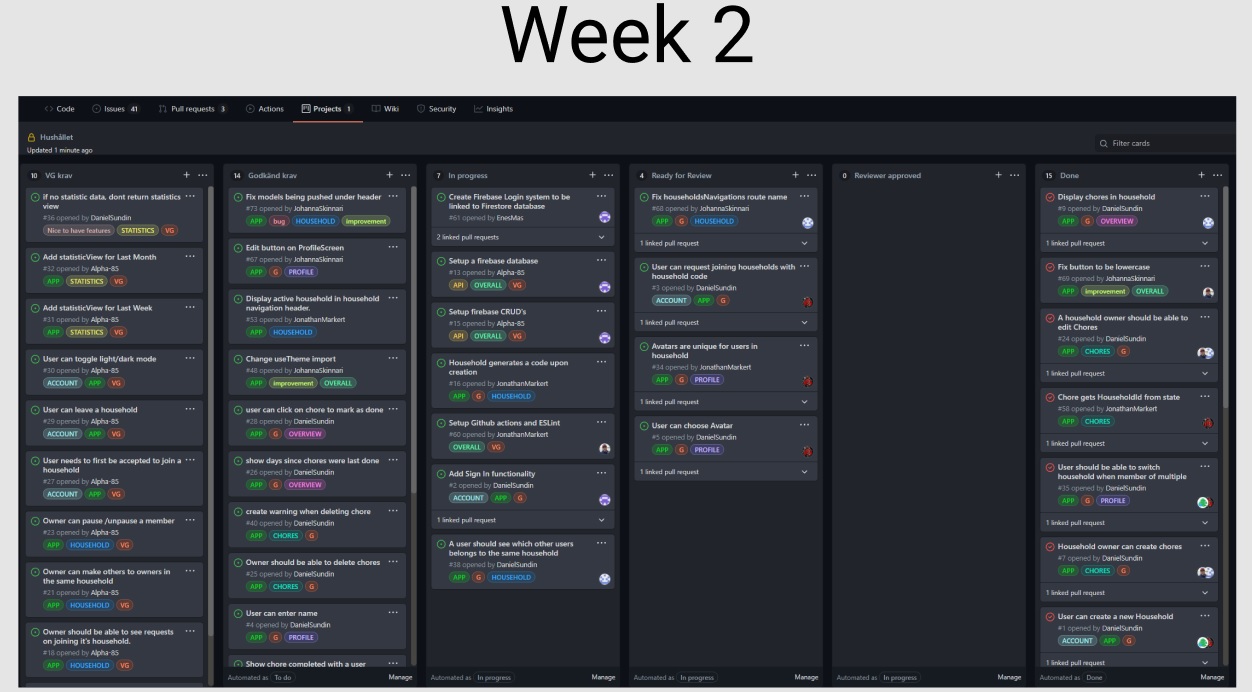 Week 2
Code Issues 41 Pull requests 3 Actions Projects 1 Wiki Security Insights
Hushållet
Updated 1 minute ago
Filter cards
10 VG krav
if no statistic data, dont return statistics
view
#36 opened by DanielSundin
Nice to have features STATISTICS VG
Add statisticView for Last Month
#32 opened by Alpha-85
APP STATISTICS VG
Add statisticView for Last Week
#31 opened by Alpha-85
APP STATISTICS VG
User can toggle light/dark mode
#30 opened by Alpha-85
ACCOUNT APP VG
User can leave a household
#29 opened by Alpha-85
ACCOUNT APP VG
User needs to first be accepted to join a
household
#27 opened by Alpha-85
ACCOUNT APP VG
Owner can pause /unpause a member
#23 opened by Alpha-85
APP HOUSEHOLD VG
Owner can make others to owners in
the same household
#21 opened by Alpha-85
APP HOUSEHOLD VG
Owner should be able to see requests
on joining it's household.
#18 opened by Alpha-85
APP HOUSEHOLD VG
14 Godkänd krav
Fix models being pushed under header
#73 opened by JohannaSkinnari
APP bug HOUSEHOLD improvement
Edit button on ProfileScreen
#67 opened by JohannaSkinnari
APP G PROFILE
Display active household in household
navigation header.
#53 opened by JonathanMarkert
APP HOUSEHOLD
Change useTheme import
#48 opened by JohannaSkinnari
APP improvement OVERALL
user can click on chore to mark as done
#28 opened by DanielSundin
APP G OVERVIEW
show days since chores were last done
#26 opened by DanielSundin
APP G OVERVIEW
create warning when deleting chore
#40 opened by DanielSundin
APP CHORES G
Owner should be able to delete chores
#25 opened by DanielSundin
APP CHORES G
User can enter name
#4 opened by DanielSundin
APP G PROFILE
Show chore completed with a user
Automated as To do Manage
7 In progress
Create Firebase Login system to be
linked to Firestore database
#61 opened by EnesMas
2 linked pull requests
Setup a firebase database
#13 opened by Alpha-85
API OVERALL VG
Setup firebase CRUD's
#15 opened by Alpha-85
API OVERALL VG
Household generates a code upon
creation
#16 opened by JonathanMarkert
APP G HOUSEHOLD
Setup Github actions and ESLint
#60 opened by JonathanMarkert
OVERALL VG
Add Sign In functionality
#2 opened by DanielSundin
ACCOUNT APP G
1 linked pull request
A user should see which other users
belongs to the same household
#38 opened by DanielSundin
APP G HOUSEHOLD
Automated as In progress Manage
4 Ready for Review
Fix householdsNavigations route name
#68 opened by JohannaSkinnari
APP G HOUSEHOLD
1 linked pull request
User can request joining households with
household code
#3 opened by DanielSundin
ACCOUNT APP G
1 linked pull request
Avatars are unique for users in
household
#34 opened by JonathanMarkert
APP G PROFILE
1 linked pull request
User can choose Avatar
#5 opened by DanielSundin
APP G PROFILE
1 linked pull request
Automated as In progress Manage
0 Reviewer approved
Automated as In progress Manage
15 Done
Display chores in household
#9 opened by DanielSundin
APP G OVERVIEW
1 linked pull request
Fix button to be lowercase
#69 opened by JohannaSkinnari
APP improvement OVERALL
A household owner should be able to
edit Chores
#24 opened by DanielSundin
APP CHORES G
1 linked pull request
Chore gets HouseholdId from state
#58 opened by JonathanMarkert
APP CHORES
1 linked pull request
User should be able to switch
household when member of multiple
#35 opened by DanielSundin
APP G PROFILE
1 linked pull request
Household owner can create chores
#7 opened by DanielSundin
APP CHORES G
1 linked pull request
User can create a new Household
#1 opened by DanielSundin
ACCOUNT APP G
1 linked pull request
Automated as Done Manage